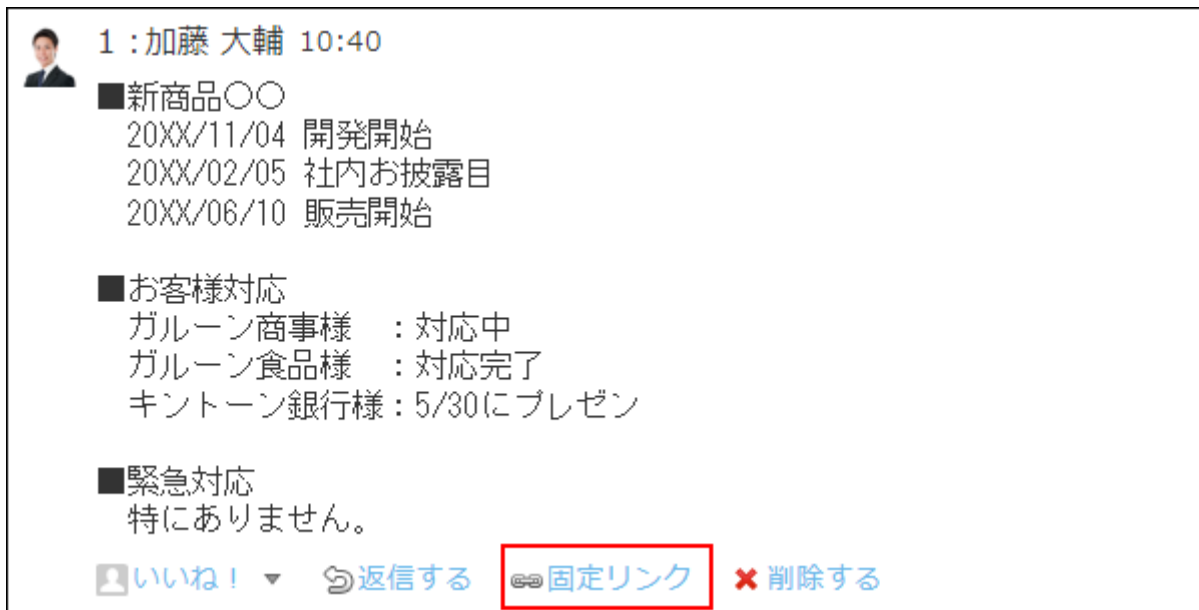 1：加藤 大輔 10:40
■新商品〇〇
20XX/11/04 開発開始
20XX/02/05 社内お披露目
20XX/06/10 販売開始
■お客様対応
ガルーン商事様　：対応中
ガルーン食品様　：対応完了
キントーン銀行様：5/30にプレゼン
■緊急対応
特にありません。
いいね！ ▼ 返信する 固定リンク 削除する